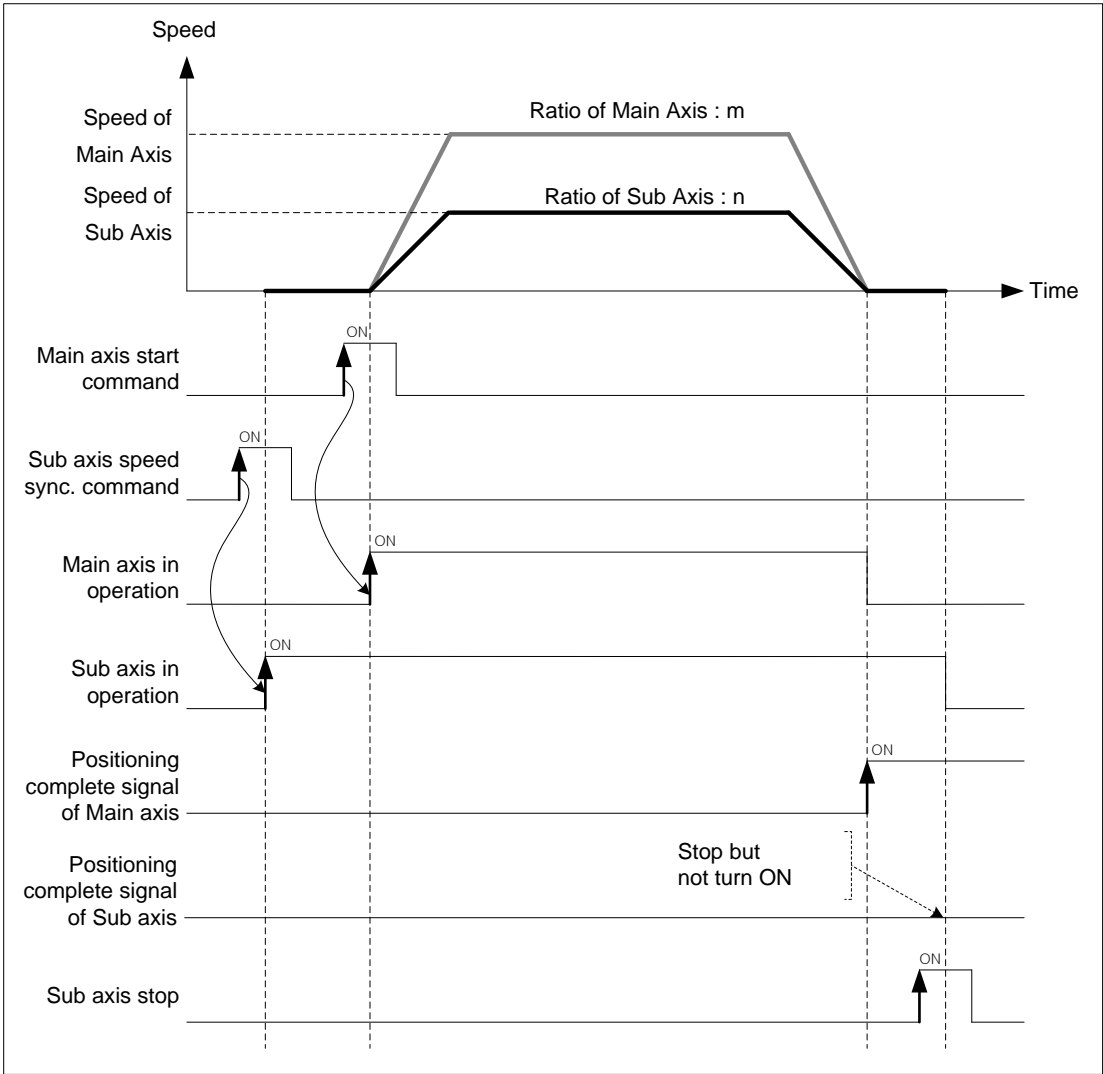 Speed
Speed of
Main Axis
Ratio of Main Axis : m
Speed of
Sub Axis
Ratio of Sub Axis : n
Time
Main axis start
command
ON
Sub axis speed
sync. command
ON
Main axis in
operation
ON
Sub axis in
operation
ON
Positioning
complete signal
of Main axis
ON
Positioning
complete signal
of Sub axis
Stop but
not turn ON
Sub axis stop
ON